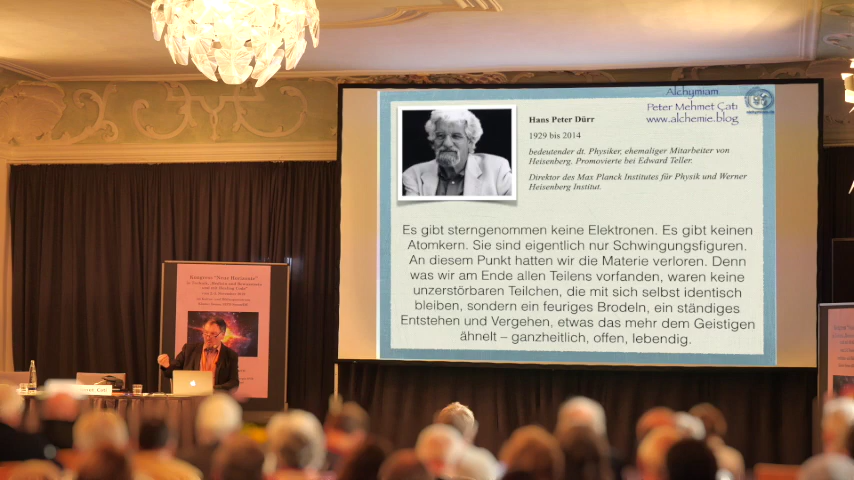 Alchymiam
Peter Mehmet Çatı
www.alchemie.blog
Hans Peter Dürr
1929 bis 2014
bedeutender dt. Physiker, ehemaliger Mitarbeiter von
Heisenberg. Promovierte bei Edward Teller.
Direktor des Max Planck Institutes für Physik und Werner
Heisenberg Institut.
Es gibt sterngenommen keine Elektronen. Es gibt keinen
Atomkern. Sie sind eigentlich nur Schwingungsfiguren.
An diesem Punkt hatten wir die Materie verloren. Denn
was wir am Ende allen Teilens vorfanden, waren keine
unzerstörbaren Teilchen, die mit sich selbst identisch
bleiben, sondern ein feuriges Brodeln, ein ständiges
Entstehen und Vergehen, etwas das mehr dem Geistigen
ähnelt – ganzheitlich, offen, lebendig.
Kongress "Neue Horizonte